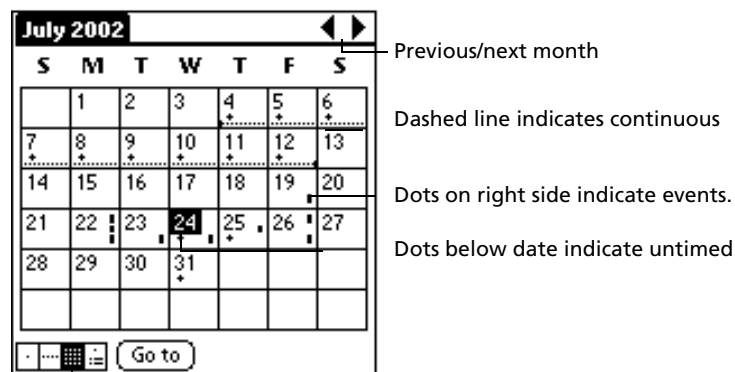 July 2002
Previous/next month
S M T W T F S
1 2 3 4 5 6
Dashed line indicates continuous
7 8 9 10 11 12 13
14 15 16 17 18 19 20
Dots on right side indicate events.
21 22 23 24 25 26 27
Dots below date indicate untimed
28 29 30 31
Go to